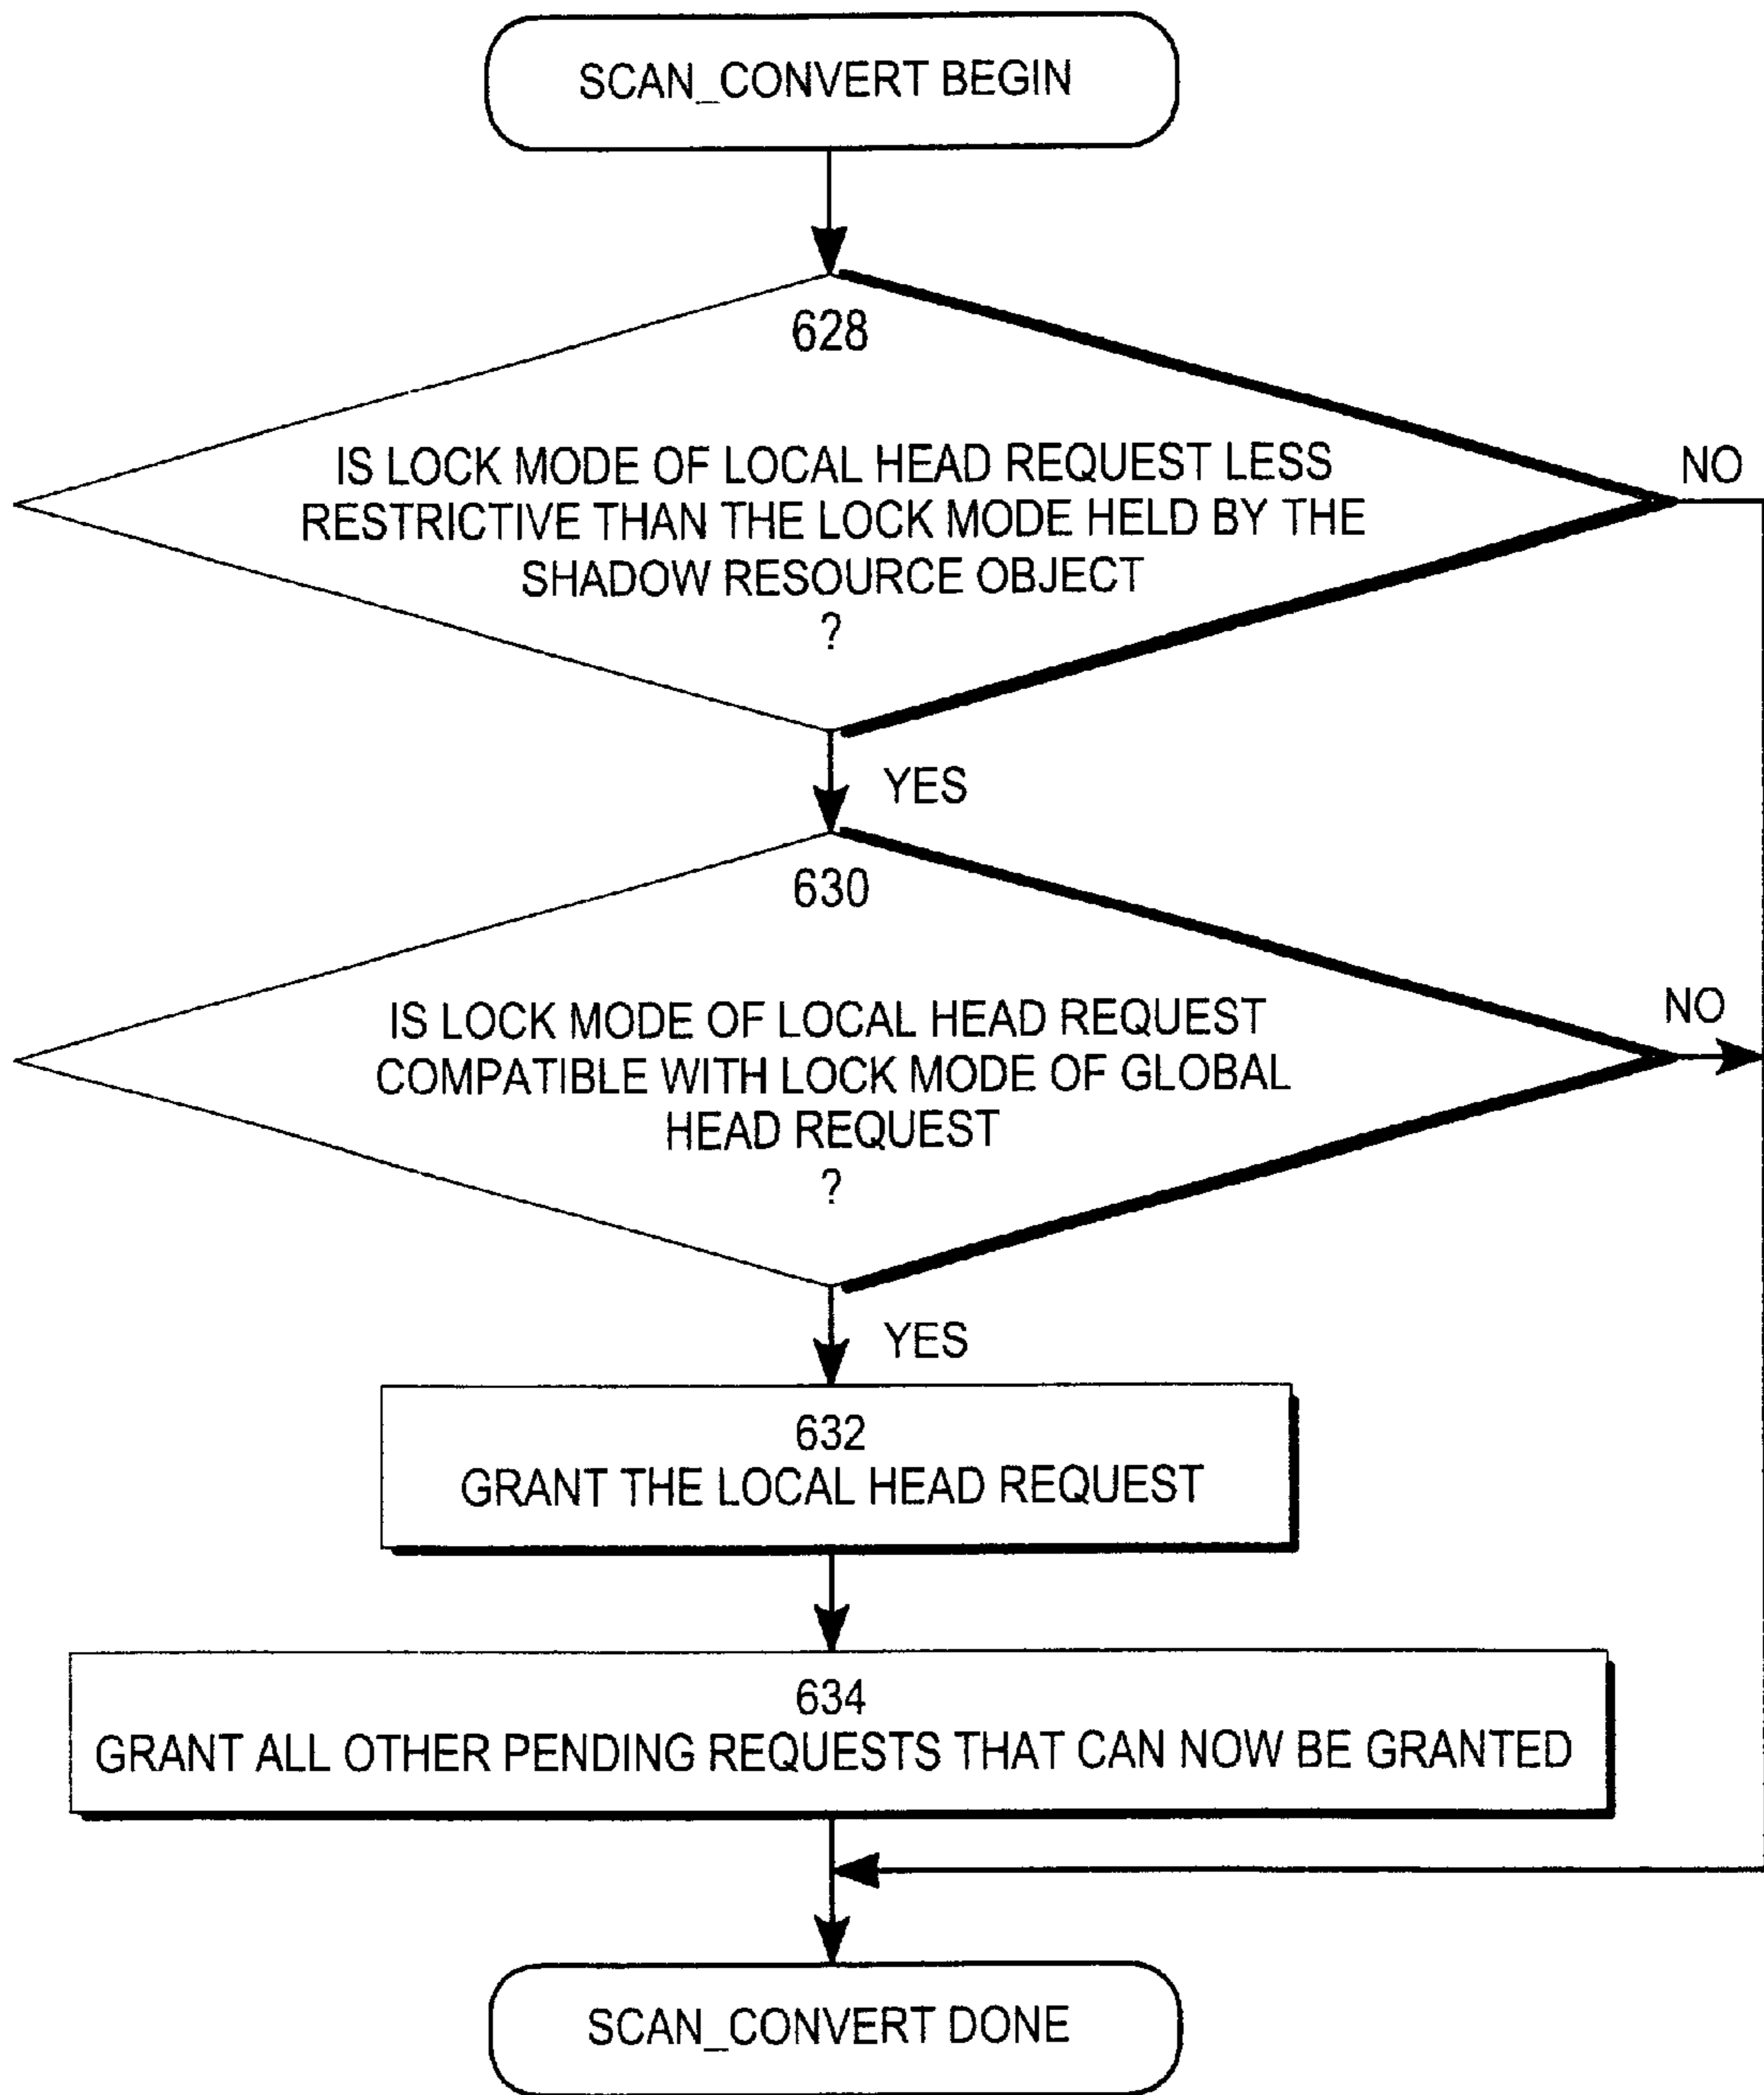 SCAN_CONVERT BEGIN
628
IS LOCK MODE OF LOCAL HEAD REQUEST LESS
RESTRICTIVE THAN THE LOCK MODE HELD BY THE
SHADOW RESOURCE OBJECT
?
NO
YES
630
IS LOCK MODE OF LOCAL HEAD REQUEST
COMPATIBLE WITH LOCK MODE OF GLOBAL
HEAD REQUEST
?
NO
YES
632
GRANT THE LOCAL HEAD REQUEST
634
GRANT ALL OTHER PENDING REQUESTS THAT CAN NOW BE GRANTED
SCAN_CONVERT DONE